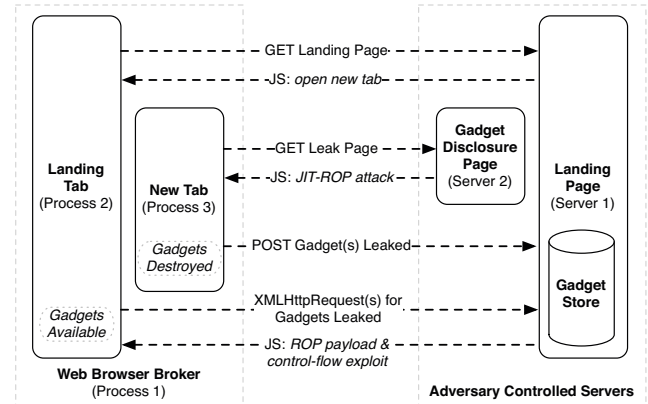 GET Landing Page
JS: open new tab
Landing
Tab
(Process 2)
New Tab
(Process 3)
GET Leak Page
JS: JIT-ROP attack
Gadget
Disclosure
Page
(Server 2)
Landing
Page
(Server 1)
Gadgets
Destroyed
POST Gadget(s) Leaked
Gadget
Store
Gadgets
Available
XMLHttpRequest(s) for
Gadgets Leaked
JS: ROP payload &
control-flow exploit
Web Browser Broker
(Process 1)
Adversary Controlled Servers